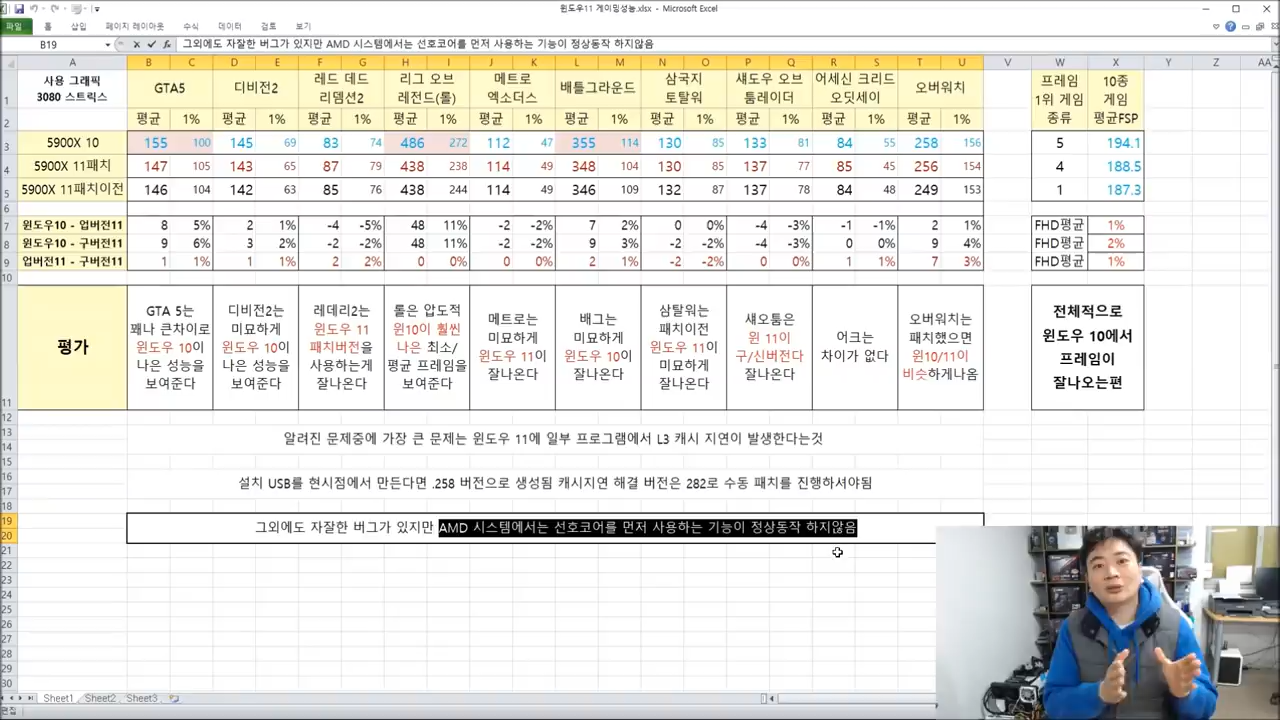 윈도우11 게이밍성능.xlsx - Microsoft Excel
파일 홈 삽입 페이지 레이아웃 수식 데이터 검토 보기
B19 그외에도 자잘한 버그가 있지만 AMD 시스템에서는 선호코어를 먼저 사용하는 기능이 정상동작 하지않음
A B C D E F G H I J K L M N O P Q R S T U V W X Y Z AA
사용 그래픽
3080 스트릭스
GTA5 디비전2 레드 데드 리뎀션2 리그 오브 레전드(롤) 메트로 엑소더스 배틀그라운드 삼국지 토탈워 섀도우 오브 툼레이더 어세신 크리드 오딧세이 오버워치 프레임 1위 게임 종류 10종 게임 평균FSP
평균 1% 평균 1% 평균 1% 평균 1% 평균 1% 평균 1% 평균 1% 평균 1% 평균 1% 평균 1%
3 5900X 10 155 100 145 69 83 74 486 272 112 47 355 114 130 85 133 81 84 55 258 156 5 194.1
4 5900X 11패치 147 105 143 65 87 79 438 238 114 49 348 104 130 85 137 77 85 45 256 154 4 188.5
5 5900X 11패치이전 146 104 142 63 85 76 438 244 114 49 346 109 132 87 137 78 84 48 249 153 1 187.3
6
7 윈도우10 - 업버전11 8 5% 2 1% -4 -5% 48 11% -2 -2% 7 2% 0 0% -4 -3% -1 -1% 2 1% FHD평균 1%
8 윈도우10 - 구버전11 9 6% 3 2% -2 -2% 48 11% -2 -2% 9 3% -2 -2% -4 -3% 0 0% 9 4% FHD평균 2%
9 업버전11 - 구버전11 1 1% 1 1% 2 2% 0 0% 0 0% 2 1% -2 -2% 0 0% 1 1% 7 3% FHD평균 1%
10
11 평가
GTA 5는
꽤나 큰차이로
윈도우 10이
나은 성능을
보여준다
디비전2는
미묘하게
윈도우 10이
나은 성능을
보여준다
레데리2는
윈도우 11
패치버전을
사용하는게
잘나온다
롤은 압도적
윈10이 훨씬
나은 최소/
평균 프레임을
보여준다
메트로는
미묘하게
윈도우 11이
잘나온다
배그는
미묘하게
윈도우 10이
잘나온다
삼탈워는
패치이전
윈도우 11이
미묘하게
잘나온다
섀오툼은
윈 11이
구/신버전다
잘나온다
어크는
차이가 없다
오버워치는
패치했으면
윈10/11이
비슷하게나옴
전체적으로
윈도우 10에서
프레임이
잘나오는편
12
13
알려진 문제중에 가장 큰 문제는 윈도우 11에 일부 프로그램에서 L3 캐시 지연이 발생한다는것
14
15
16
설치 USB를 현시점에서 만든다면 .258 버전으로 생성됨 캐시지연 해결 버전은 282로 수동 패치를 진행하셔야됨
17
18
19
그외에도 자잘한 버그가 있지만 AMD 시스템에서는 선호코어를 먼저 사용하는 기능이 정상동작 하지않음
20
21
22
23
24
25
26
27
28
29
30
Sheet1 Sheet2 Sheet3
편집